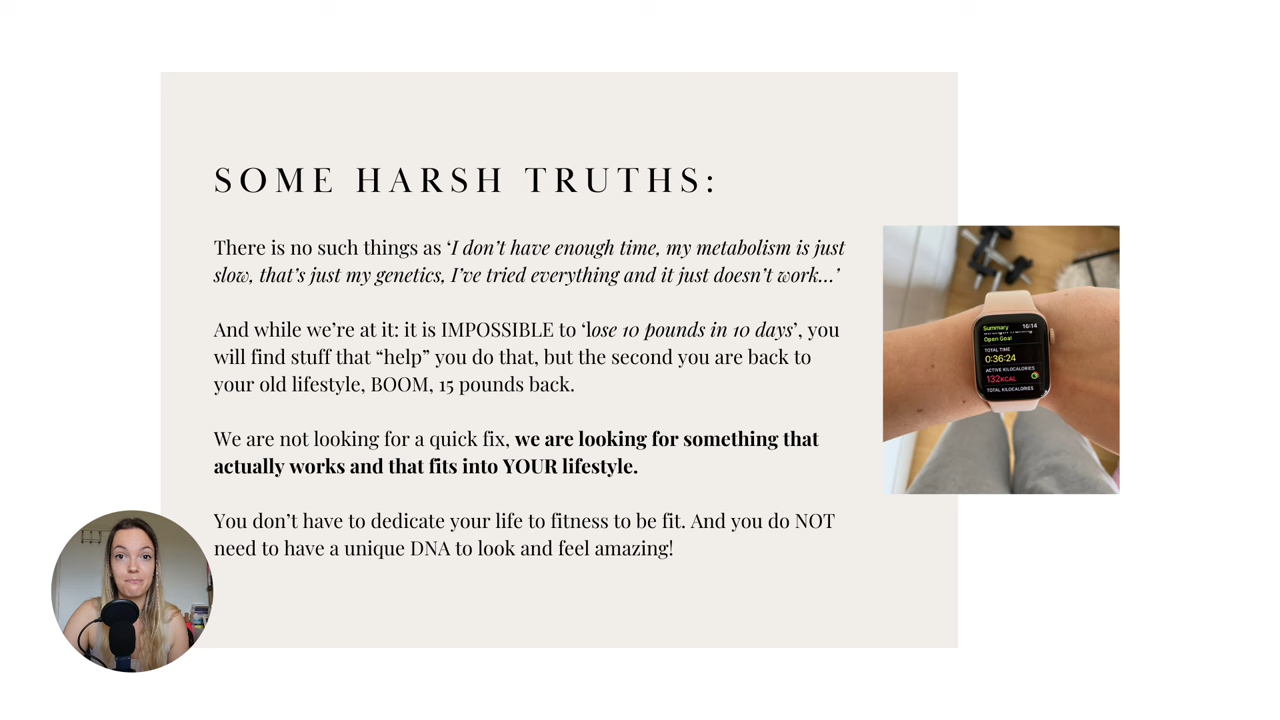 SOME HARSH TRUTHS:
There is no such things as ‘I don’t have enough time, my metabolism is just
slow, that’s just my genetics, I’ve tried everything and it just doesn’t work...’
And while we’re at it: it is IMPOSSIBLE to ‘lose 10 pounds in 10 days’, you
will find stuff that “help” you do that, but the second you are back to
your old lifestyle, BOOM, 15 pounds back.
We are not looking for a quick fix, we are looking for something that
actually works and that fits into YOUR lifestyle.
You don’t have to dedicate your life to fitness to be fit. And you do NOT
need to have a unique DNA to look and feel amazing!
Summary 16:14
Open Goal
TOTAL TIME
0:36:24
ACTIVE KILOCALORIES
132KCAL
TOTAL KILOCALORIES